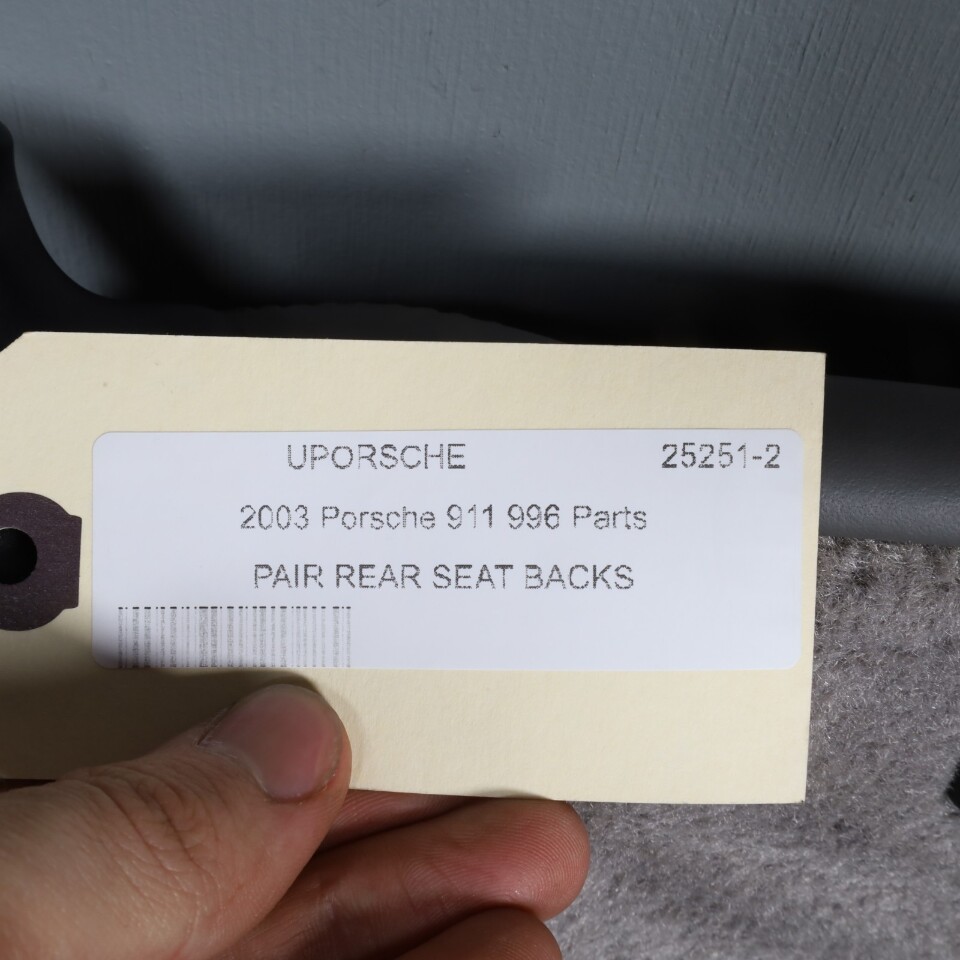 UPORSCHE 25251-2
2003 Porsche 911 996 Parts
PAIR REAR SEAT BACKS